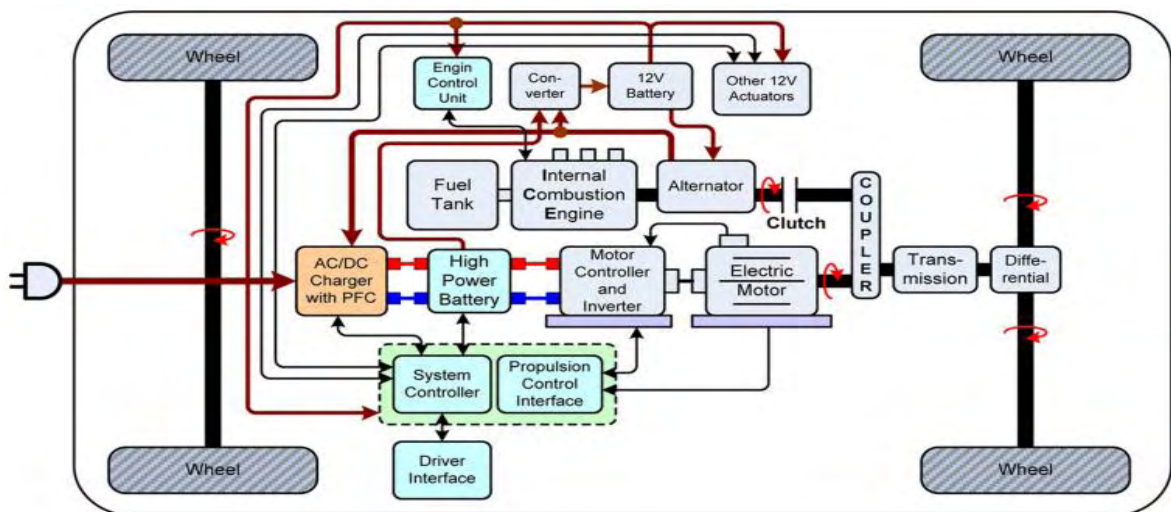 Wheel
Wheel
Engin
Control
Unit
Con-
verter
12V
Battery
Other 12V
Actuators
Fuel
Tank
Internal
Combustion
Engine
Alternator
Clutch
COUPLER
AC/DC
Charger
with PFC
High
Power
Battery
Motor
Controller
and
Inverter
Electric
Motor
Trans-
mission
Diffe-
rential
System
Controller
Propulsion
Control
Interface
Driver
Interface
Wheel
Wheel